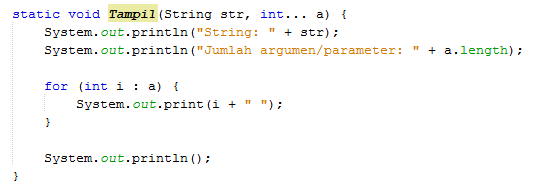 static void Tampil(String str, int... a) {
    System.out.println("String: " + str);
    System.out.println("Jumlah argumen/parameter: " + a.length);

    for (int i : a) {
        System.out.print(i + " ");
    }

    System.out.println();
}